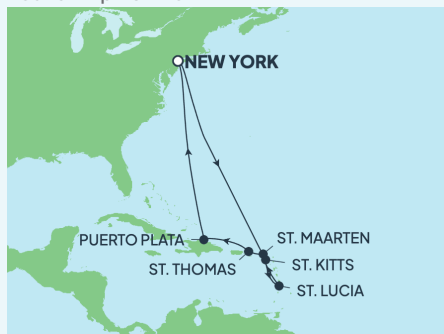 NEW YORK
PUERTO PLATA
ST. MAARTEN
ST. THOMAS
ST. KITTS
ST. LUCIA